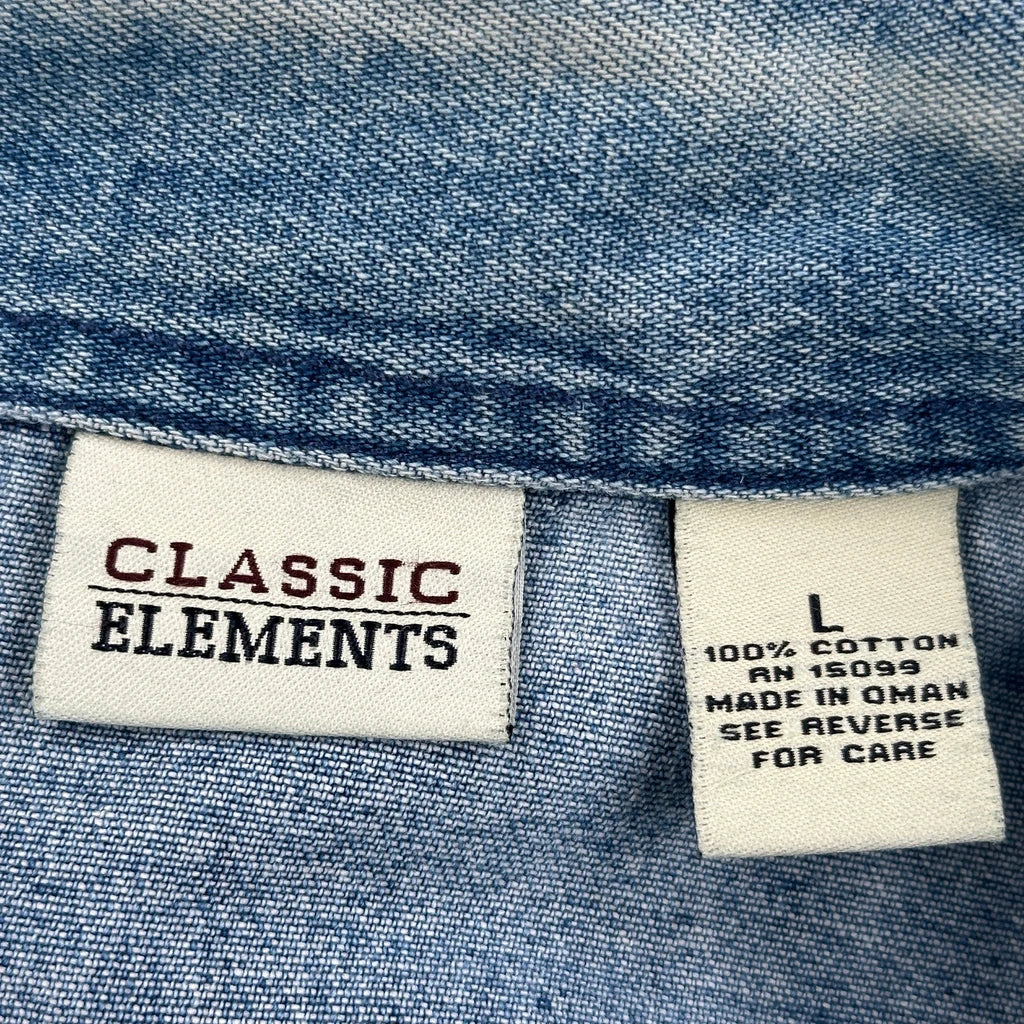 CLASSIC
ELEMENTS
L
100% COTTON
RN 15099
MADE IN OMAN
SEE REVERSE
FOR CARE